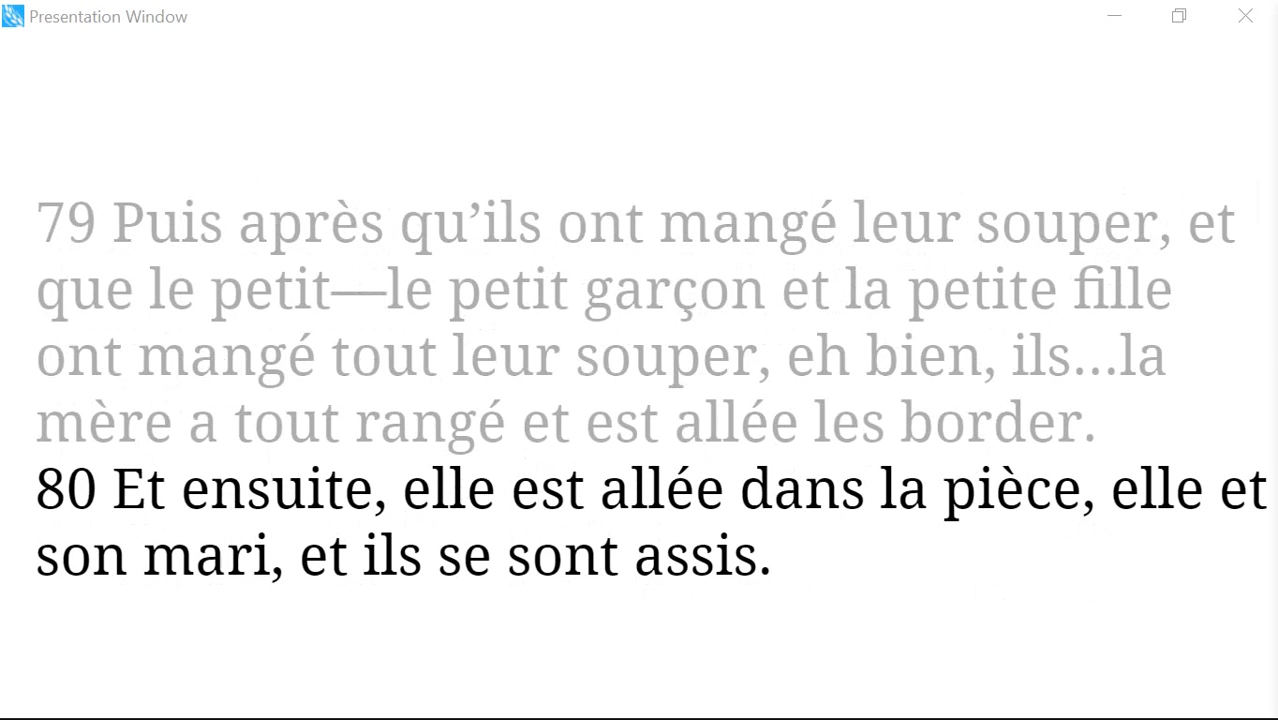 Presentation Window
79 Puis après qu’ils ont mangé leur souper, et
que le petit—le petit garçon et la petite fille
ont mangé tout leur souper, eh bien, ils...la
mère a tout rangé et est allée les border.
80 Et ensuite, elle est allée dans la pièce, elle et
son mari, et ils se sont assis.